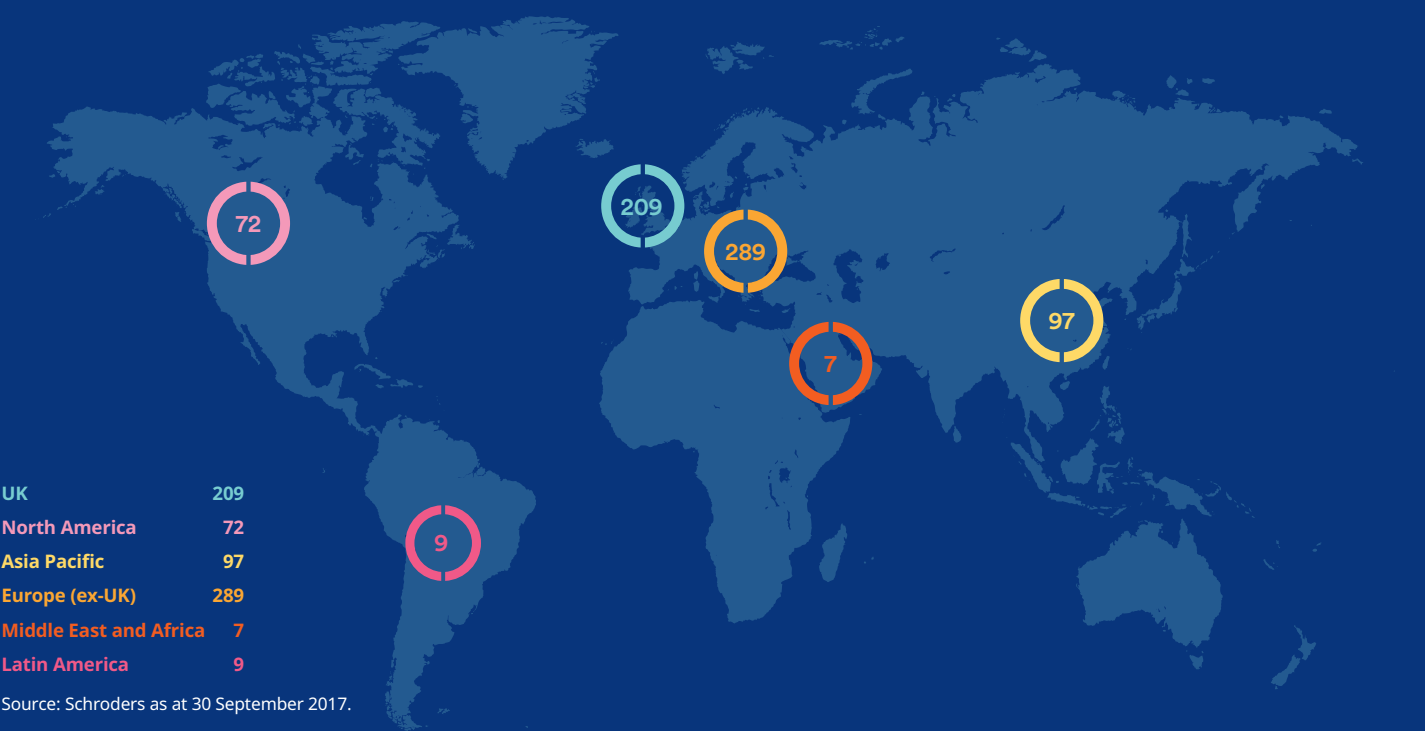 209
72
289
97
7
9
UK 209
North America 72
Asia Pacific 97
Europe (ex-UK) 289
Middle East and Africa 7
Latin America 9
Source: Schroders as at 30 September 2017.